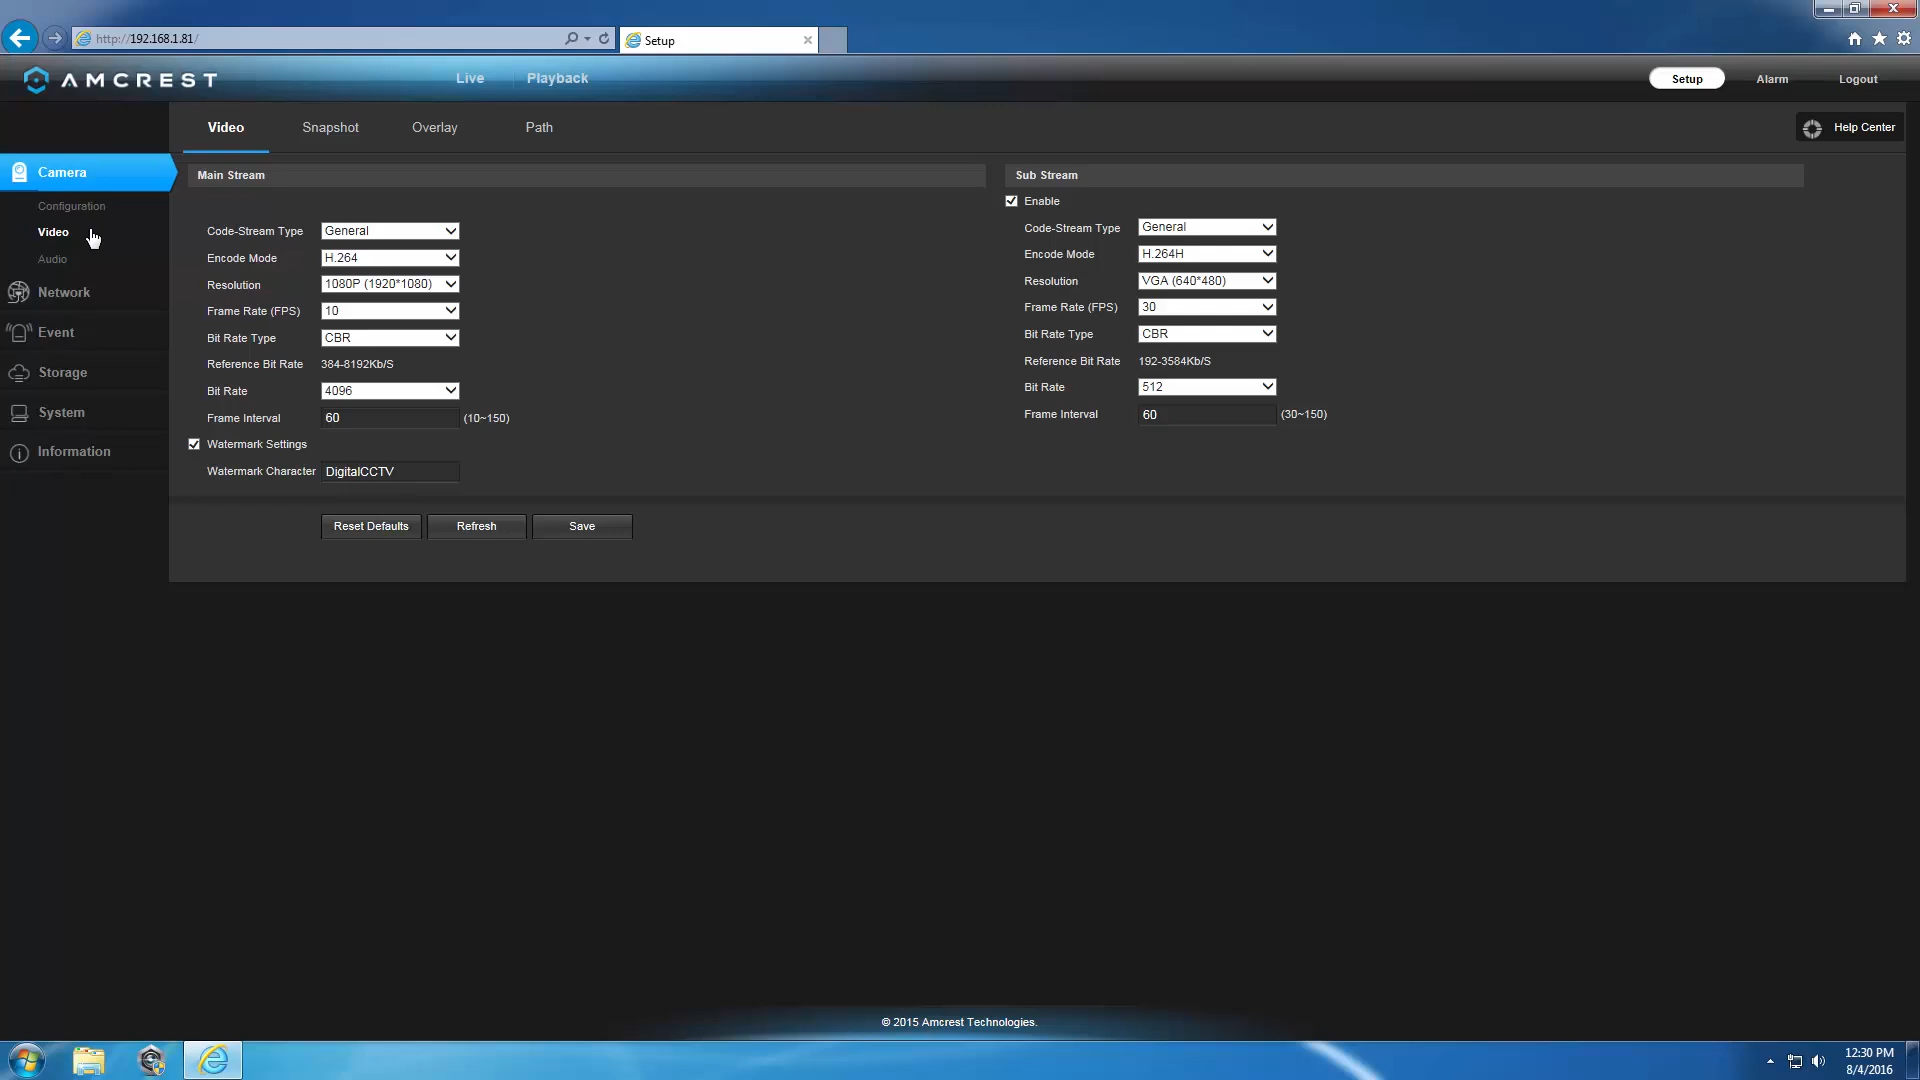 http://192.168.1.81/
Setup
AMCREST
Live
Playback
Setup
Alarm
Logout
Video
Snapshot
Overlay
Path
Help Center
Camera
Configuration
Video
Audio
Network
Event
Storage
System
Information
Main Stream
Code-Stream Type General
Encode Mode H.264
Resolution 1080P (1920*1080)
Frame Rate (FPS) 10
Bit Rate Type CBR
Reference Bit Rate 384-8192Kb/S
Bit Rate 4096
Frame Interval 60 (10~150)
Watermark Settings
Watermark Character DigitalCCTV
Reset Defaults
Refresh
Save
Sub Stream
Enable
Code-Stream Type General
Encode Mode H.264H
Resolution VGA (640*480)
Frame Rate (FPS) 30
Bit Rate Type CBR
Reference Bit Rate 192-3584Kb/S
Bit Rate 512
Frame Interval 60 (30~150)
© 2015 Amcrest Technologies.
12:30 PM
8/4/2016